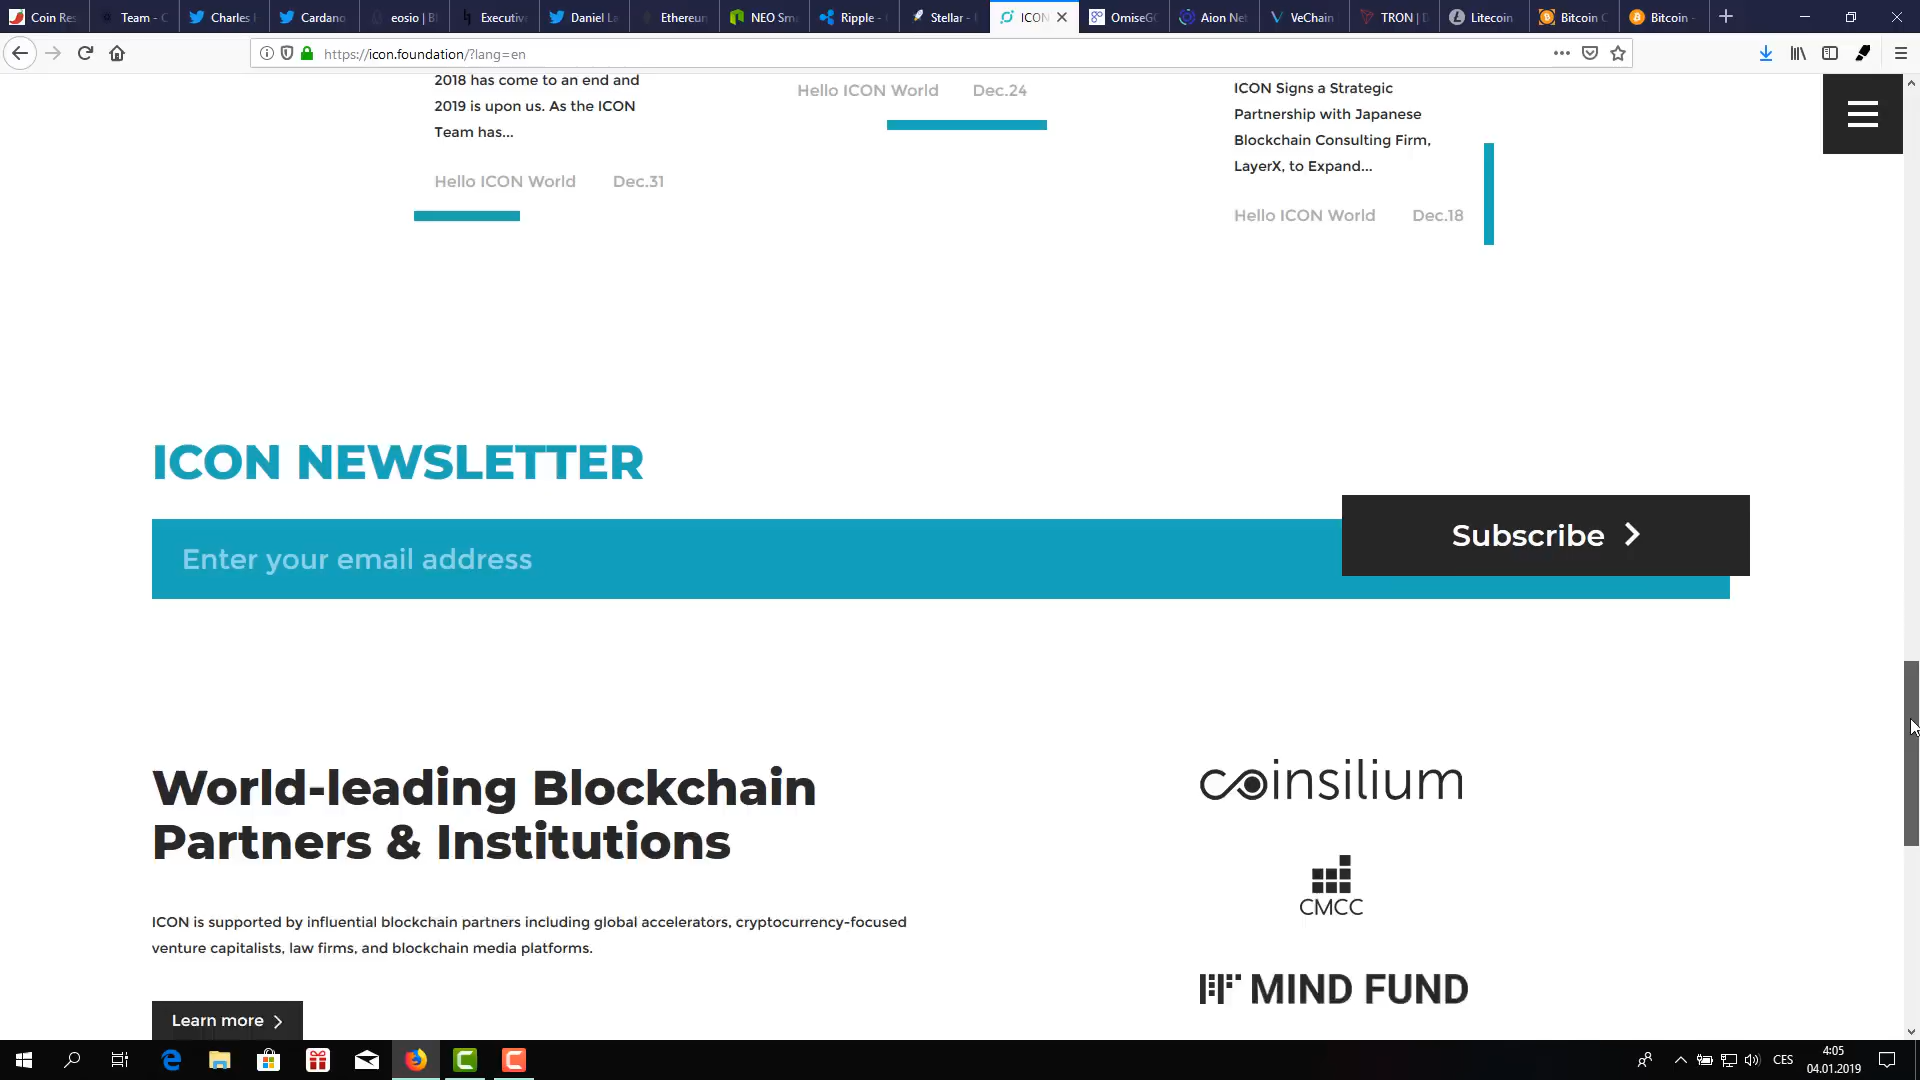 Coin Res
Team - C
Charles
Cardano
eosio | Bl
Executive
Daniel La
Ethereum
NEO Sma
Ripple -
Stellar -
ICON
OmiseGO
Aion Net
VeChain
TRON | D
Litecoin
Bitcoin C
Bitcoin -
https://icon.foundation/?lang=en
2018 has come to an end and
2019 is upon us. As the ICON
Team has...
Hello ICON World Dec.31
Hello ICON World Dec.24
ICON Signs a Strategic
Partnership with Japanese
Blockchain Consulting Firm,
LayerX, to Expand...
Hello ICON World Dec.18
ICON NEWSLETTER
Enter your email address
Subscribe
World-leading Blockchain
Partners & Institutions
ICON is supported by influential blockchain partners including global accelerators, cryptocurrency-focused
venture capitalists, law firms, and blockchain media platforms.
Learn more
coinsilium
CMCC
MIND FUND
CES
4:05
04.01.2019